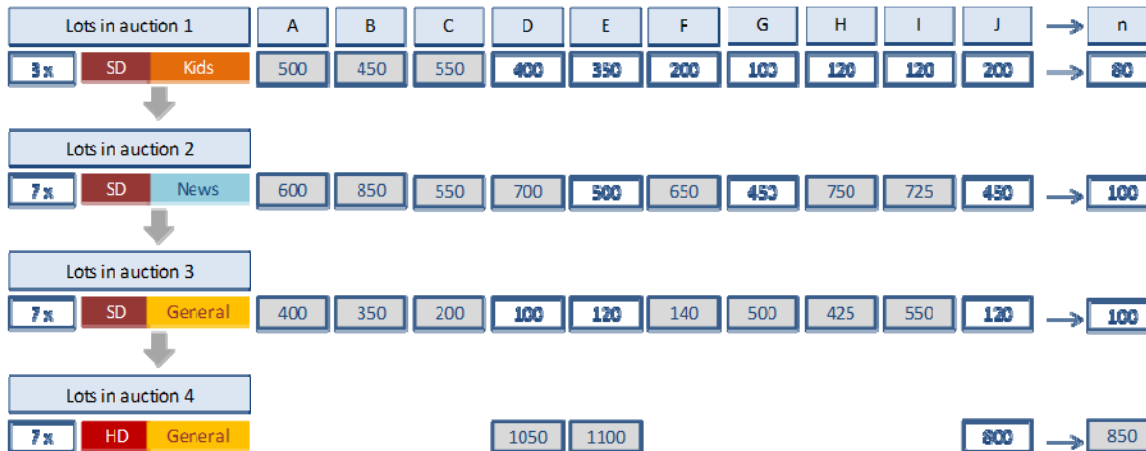 Lots in auction 1 A B C D E F G H I J n
3 x SD Kids 500 450 550 400 350 200 100 120 120 200 80
Lots in auction 2
7 x SD News 600 850 550 700 500 650 450 750 725 450 100
Lots in auction 3
7 x SD General 400 350 200 100 120 140 500 425 550 120 100
Lots in auction 4
7 x HD General 1050 1100 800 850